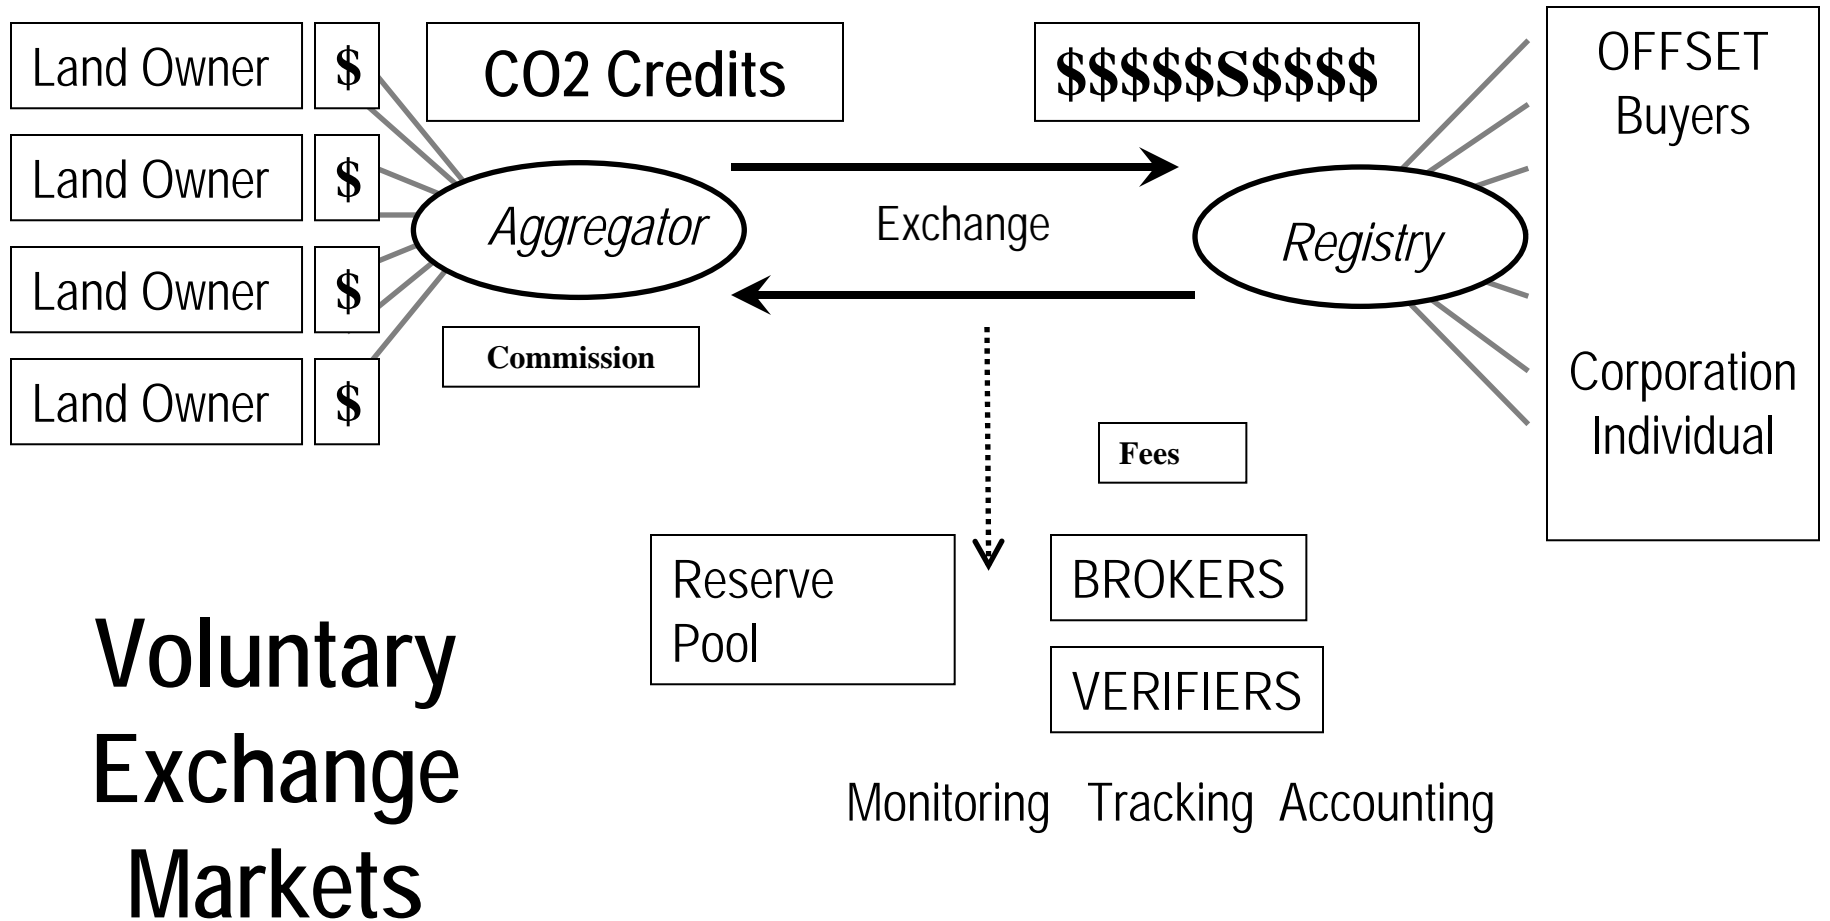 Land Owner $
Land Owner $
Land Owner $
Land Owner $
CO2 Credits
$$$$$S$$$$
OFFSET
Buyers
Aggregator
Exchange
Registry
Commission
Corporation
Individual
Fees
Reserve
Pool
BROKERS
VERIFIERS
Monitoring Tracking Accounting
Voluntary
Exchange
Markets